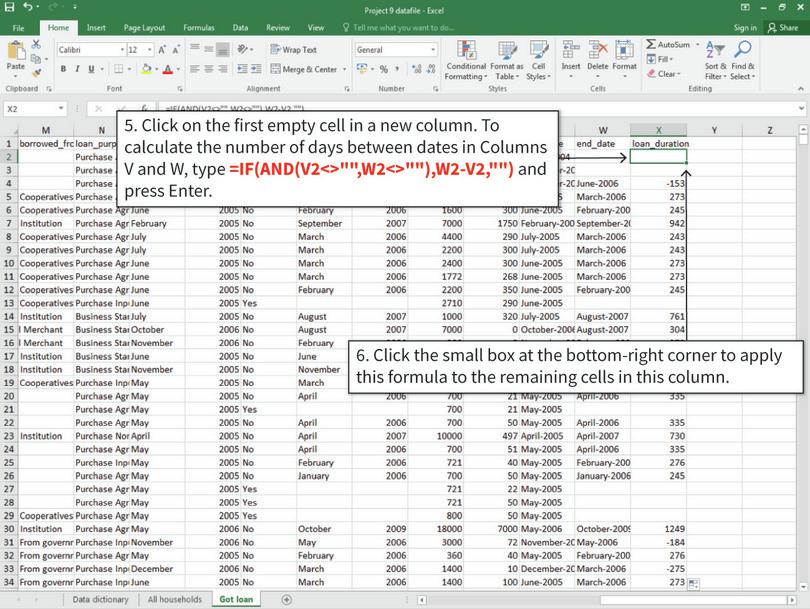 Project 9 datafile - Excel
File Home Insert Page Layout Formulas Data Review View Tell me what you want to do... Sign in Share
Paste Calibri 12 Wrap Text General Conditional Format as Cell Insert Delete Format AutoSum Sort & Find &
B I U Merge & Center % , Formatting Table Styles Fill Filter Select
Clear
Clipboard Font Alignment Number Styles Cells Editing
X2 =IF(AND(V2<>"",W2<>""),W2-V2,"")
5. Click on the first empty cell in a new column. To
calculate the number of days between dates in Columns
V and W, type =IF(AND(V2<>"",W2<>""),W2-V2,"") and
press Enter.
M N W X Y Z
1 borrowed_frc loan_purp end_date loan_duration
2 Purchase
3 Purchase
4 Purchase June-2006 -153
5 Cooperatives Purchase Agr March-2006 273
6 Cooperatives Purchase Agr June 2005 No February 2006 1600 300 June-2005 February-200 245
7 Institution Purchase Agr February 2005 No September 2007 7000 1750 February-200 September-2 942
8 Cooperatives Purchase Agr July 2005 No March 2006 4400 290 July-2005 March-2006 243
9 Cooperatives Purchase Agr July 2005 No March 2006 2200 300 July-2005 March-2006 243
10 Cooperatives Purchase Agr June 2005 No March 2006 2400 300 June-2005 March-2006 273
11 Cooperatives Purchase Agr June 2005 No March 2006 1772 268 June-2005 March-2006 273
12 Cooperatives Purchase Agr June 2005 No February 2006 2200 350 June-2005 February-200 245
13 Cooperatives Purchase Inp June 2005 Yes 2710 290 June-2005
14 Institution Business Star July 2005 No August 2007 1000 320 July-2005 August-2007 761
15 l Merchant Business Star October 2006 No August 2007 7000 0 October-200 August-2007 304
16 l Merchant Business Star November 2006 No February
17 Institution Business Star June 2005 No June
18 Institution Business Star November 2005 No November
19 Cooperatives Purchase Inp May 2005 No March
6. Click the small box at the bottom-right corner to apply
this formula to the remaining cells in this column.
20 Purchase Agr May 2005 No April 2006 700 21 May-2005 April-2006 335
21 Purchase Agr May 2005 Yes 700 21 May-2005
22 Purchase Agr May 2005 No April 2006 700 50 May-2005 April-2006 335
23 Institution Purchase Nor April 2005 No April 2007 10000 497 April-2005 April-2007 730
24 Purchase Agr May 2005 No April 2006 700 51 May-2005 April-2006 335
25 Purchase Inp May 2005 No February 2006 721 40 May-2005 February-200 276
26 Purchase Agr May 2005 No January 2006 700 50 May-2005 January-2006 245
27 Purchase Agr May 2005 Yes 721 22 May-2005
28 Purchase Agr May 2005 Yes 721 50 May-2005
29 Cooperatives Purchase Agr May 2005 Yes 800 50 May-2005
30 Institution Purchase Agr May 2006 No October 2009 18000 7000 May-2006 October-2009 1249
31 From governr Purchase Inp November 2006 No May 2006 3000 72 November-20 May-2006 -184
32 From governr Purchase Agr May 2005 No February 2006 360 40 May-2005 February-200 276
33 From governr Purchase Inp December 2006 No March 2006 1400 10 December-20 March-2006 -275
34 From governr Purchase Inp June 2005 No March 2006 1400 100 June-2005 March-2006 273
Data dictionary All households Got loan